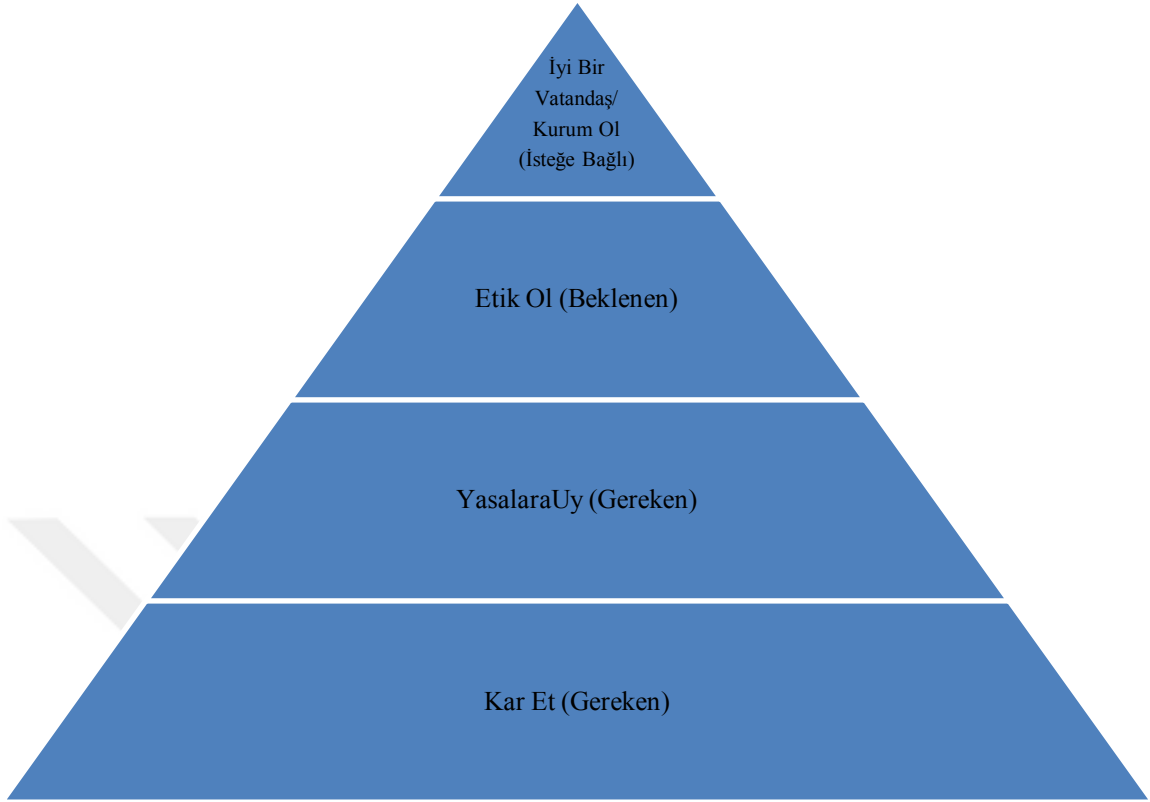 İyi Bir
Vatandaş/
Kurum Ol
(İsteğe Bağlı)
Etik Ol (Beklenen)
YasalaraUy (Gereken)
Kar Et (Gereken)